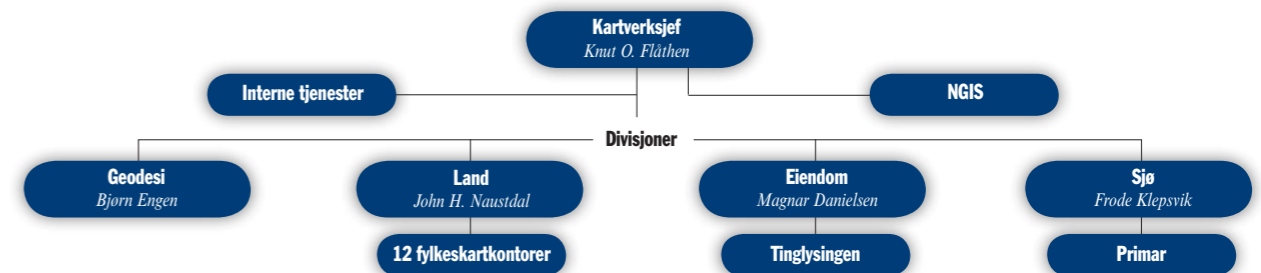 Kartverksjef
Knut O. Flåthen
Interne tjenester
NGIS
Divisjoner
Geodesi
Bjørn Engen
Land
John H. Naustdal
Eiendom
Magnar Danielsen
Sjø
Frode Klepsvik
12 fylkeskartkontorer
Tinglysingen
Primar